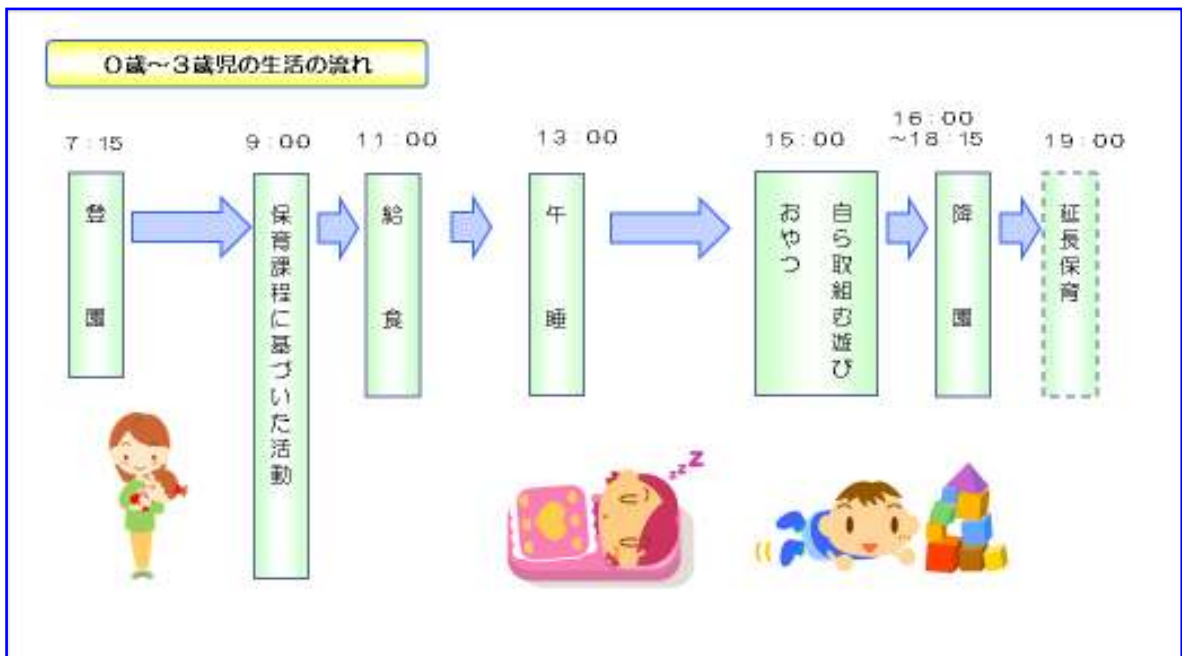 ０歳～３歳児の生活の流れ
７：１５
９：００
１１：００
１３：００
１５：００
１６：００
～１８：１５
１９：００
登園
保育課程に基づいた活動
給食
午睡
自ら取組む遊び
おやつ
降園
延長保育
zzZ